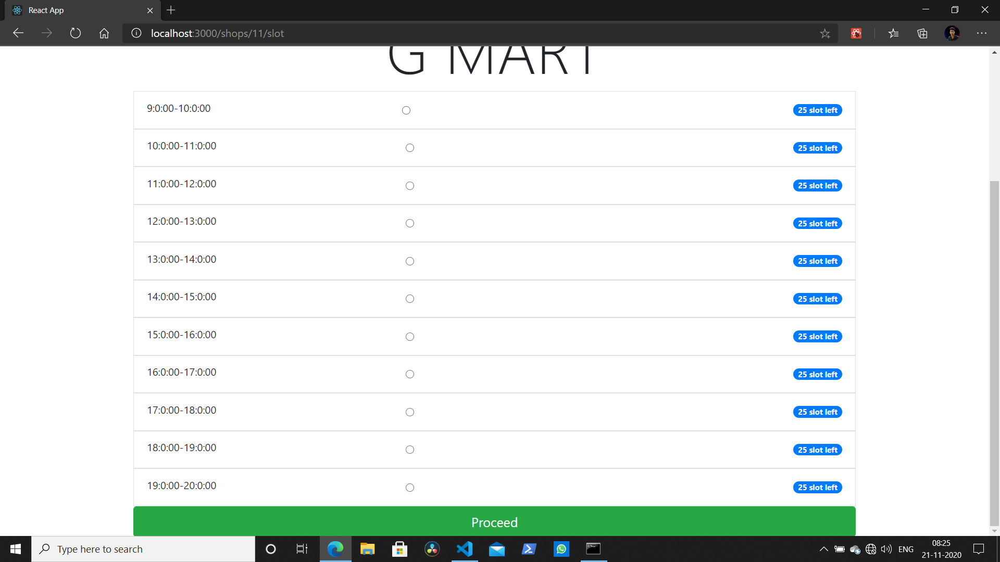 React App
localhost:3000/shops/11/slot
G MART
9:0:00-10:0:00 25 slot left
10:0:00-11:0:00 25 slot left
11:0:00-12:0:00 25 slot left
12:0:00-13:0:00 25 slot left
13:0:00-14:0:00 25 slot left
14:0:00-15:0:00 25 slot left
15:0:00-16:0:00 25 slot left
16:0:00-17:0:00 25 slot left
17:0:00-18:0:00 25 slot left
18:0:00-19:0:00 25 slot left
19:0:00-20:0:00 25 slot left
Proceed
Type here to search
ENG
08:25
21-11-2020